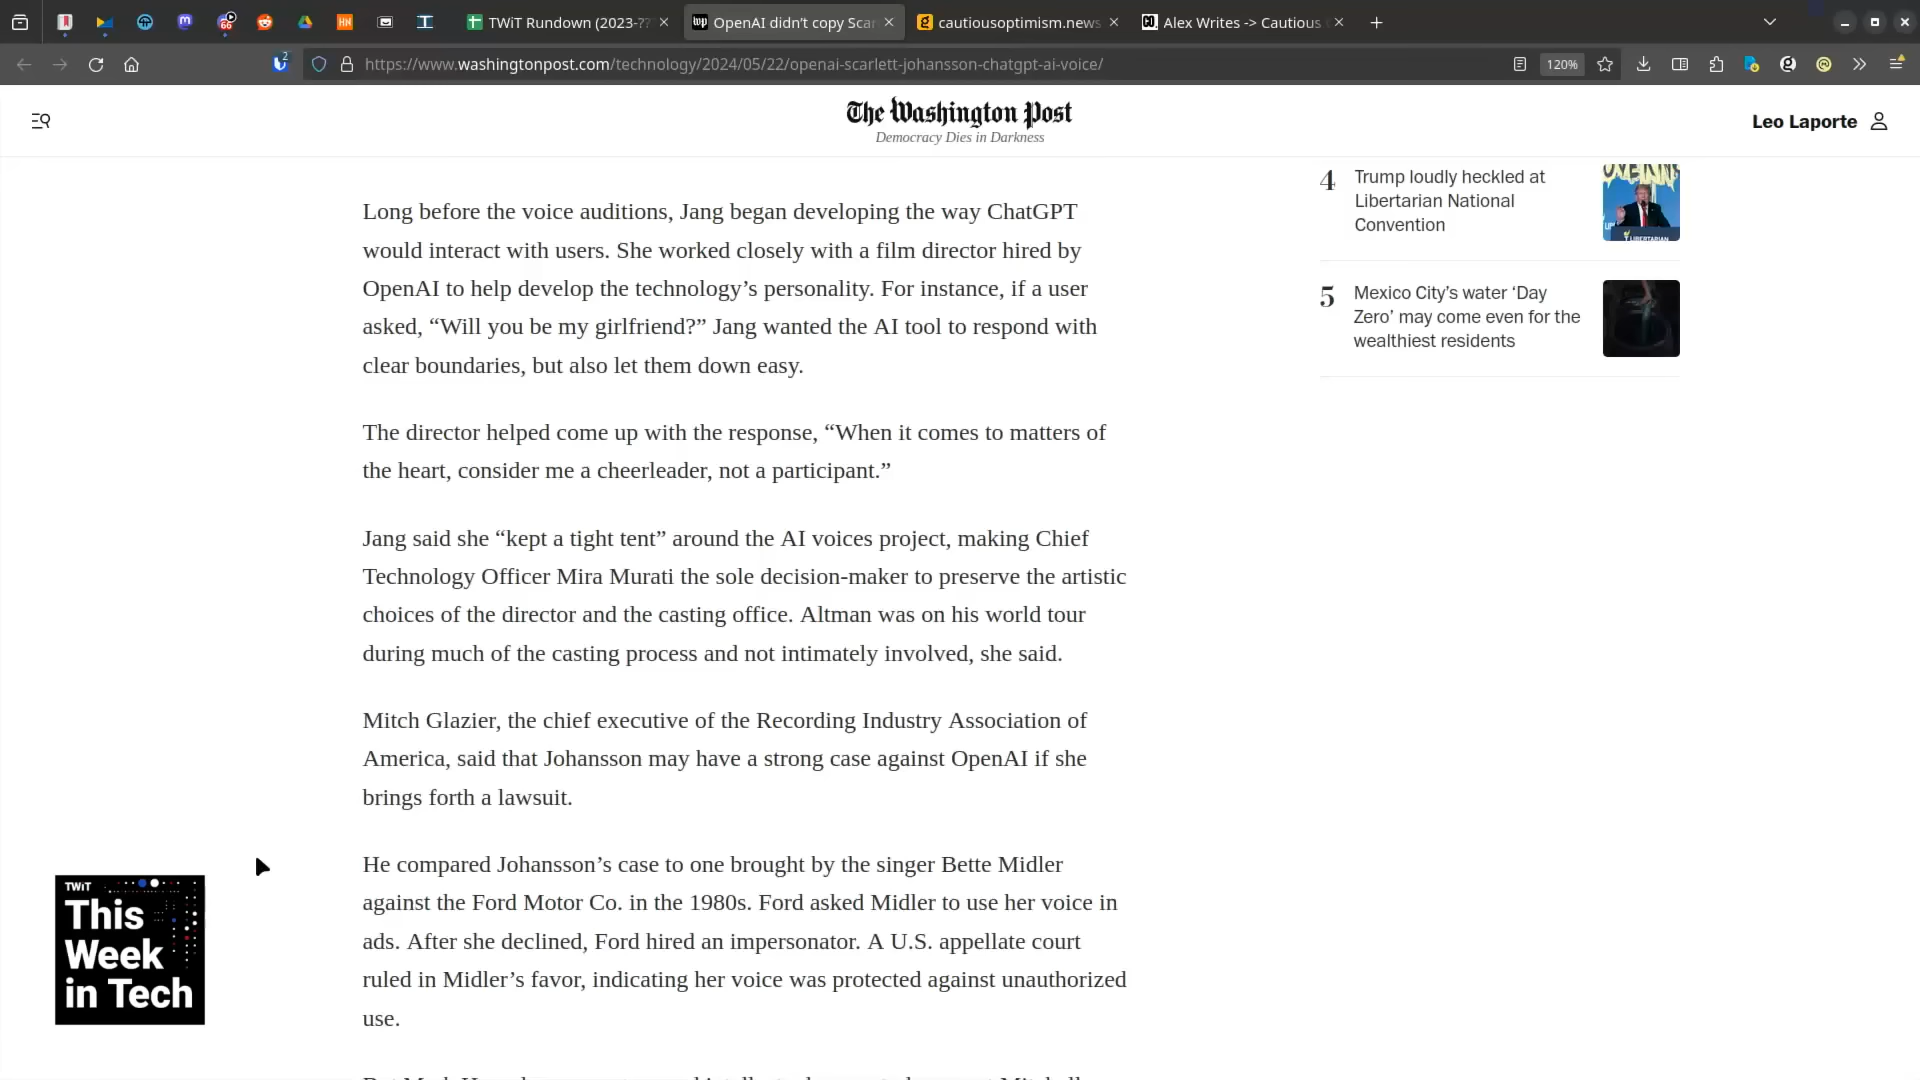 TWiT Rundown (2023-??
OpenAI didn't copy Scar
cautiousoptimism.news
Alex Writes -> Cautious
https://www.washingtonpost.com/technology/2024/05/22/openai-scarlett-johansson-chatgpt-ai-voice/
120%
The Washington Post
Democracy Dies in Darkness
Leo Laporte
Long before the voice auditions, Jang began developing the way ChatGPT
would interact with users. She worked closely with a film director hired by
OpenAI to help develop the technology’s personality. For instance, if a user
asked, “Will you be my girlfriend?” Jang wanted the AI tool to respond with
clear boundaries, but also let them down easy.
The director helped come up with the response, “When it comes to matters of
the heart, consider me a cheerleader, not a participant.”
Jang said she “kept a tight tent” around the AI voices project, making Chief
Technology Officer Mira Murati the sole decision-maker to preserve the artistic
choices of the director and the casting office. Altman was on his world tour
during much of the casting process and not intimately involved, she said.
Mitch Glazier, the chief executive of the Recording Industry Association of
America, said that Johansson may have a strong case against OpenAI if she
brings forth a lawsuit.
He compared Johansson’s case to one brought by the singer Bette Midler
against the Ford Motor Co. in the 1980s. Ford asked Midler to use her voice in
ads. After she declined, Ford hired an impersonator. A U.S. appellate court
ruled in Midler’s favor, indicating her voice was protected against unauthorized
use.
4
Trump loudly heckled at
Libertarian National
Convention
5
Mexico City’s water ‘Day
Zero’ may come even for the
wealthiest residents
TWiT
This
Week
in Tech